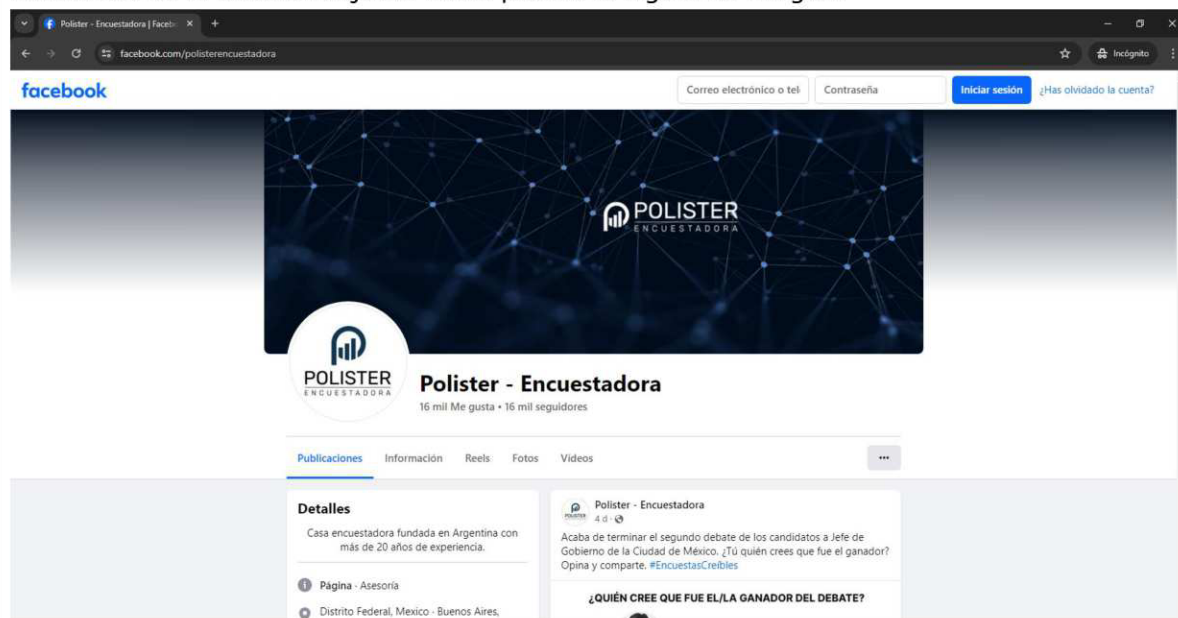 Polister - Encuestadora | Faceb
facebook.com/polisterencuestadora
Incógnito
facebook
Correo electrónico o tel
Contraseña
Iniciar sesión
¿Has olvidado la cuenta?
POLISTER
ENCUESTADORA
POLISTER
ENCUESTADORA
Polister - Encuestadora
16 mil Me gusta • 16 mil seguidores
Publicaciones
Información
Reels
Fotos
Videos
Detalles
Casa encuestadora fundada en Argentina con
más de 20 años de experiencia.
Página · Asesoría
Distrito Federal, Mexico - Buenos Aires,
POLISTER
Polister - Encuestadora
4 d ·
Acaba de terminar el segundo debate de los candidatos a Jefe de
Gobierno de la Ciudad de México. ¿Tú quién crees que fue el ganador?
Opina y comparte. #EncuestasCreíbles
¿QUIÉN CREE QUE FUE EL/LA GANADOR DEL DEBATE?